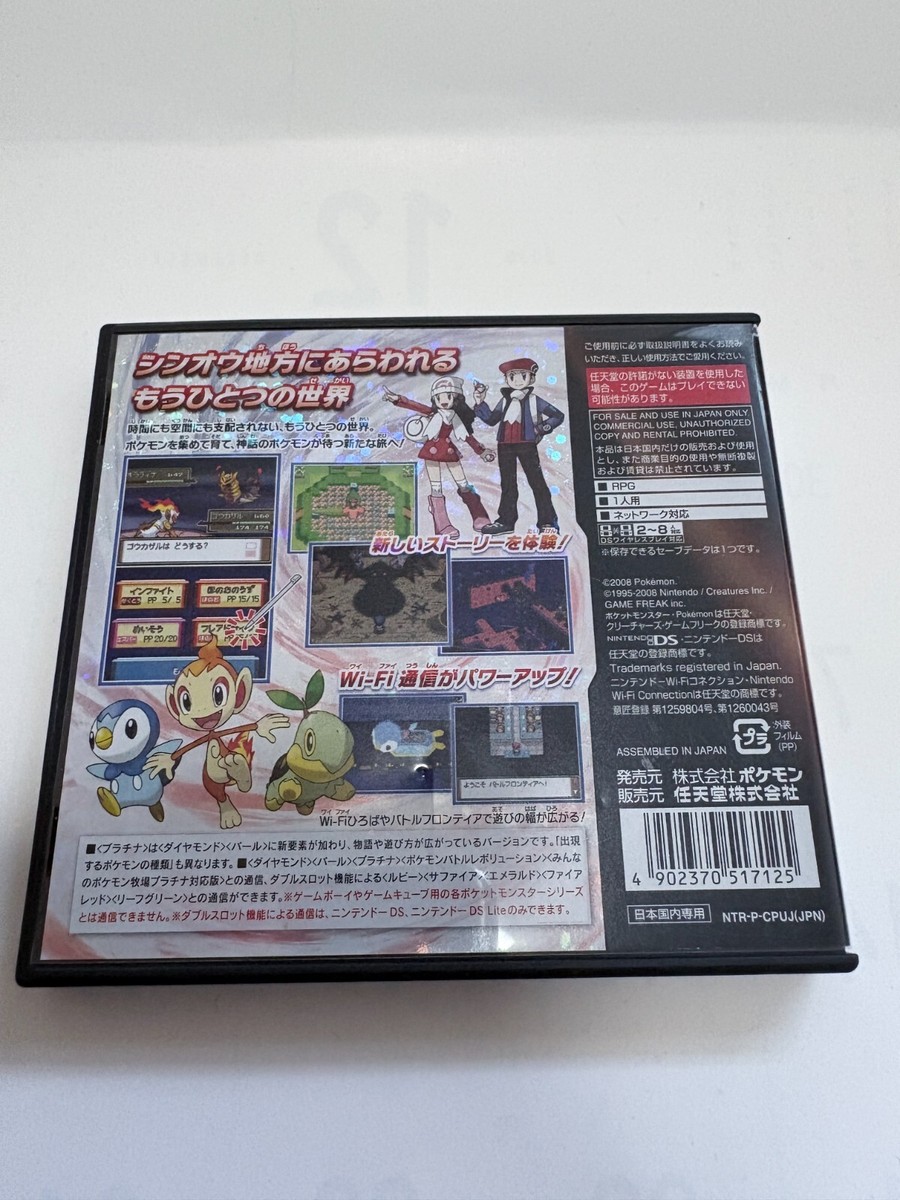 シンオウ地方にあらわれる
もうひとつの世界
時間にも空間にも支配されない、もうひとつの世界。
ポケモンを集めて育て、神話のポケモンが待つ新たな旅へ!
ゴウカザル
ゴウカザルは どうする?
インファイト
PP 5/ 5
PP 15/15
めいそう
PP 20/20
新しいストーリーを体験!
Wi-Fi 通信がパワーアップ!
ようこそ バトルフロンティアへ!
Wi-Fiひろばやバトルフロンティアで遊びの幅が広がる!
■<プラチナ>は<ダイヤモンド><パール>に新要素が加わり、物語や遊び方が広がっているバージョンです。「出現
するポケモンの種類」も異なります。■<ダイヤモンド><パール><プラチナ><ポケモンバトルレボリューション><みんな
のポケモン牧場プラチナ対応版>との通信、ダブルスロット機能による<ルビー><サファイア><エメラルド><ファイア
レッド><リーフグリーン>との通信ができます。※ゲームボーイやゲームキューブ用の各ポケットモンスターシリーズ
とは通信できません。※ダブルスロット機能による通信は、ニンテンドーDS、ニンテンドーDS Liteのみできます。
ご使用前に必ず取扱説明書をよくお読み
いただき、正しい使用方法でご愛用ください。
任天堂の許諾がない装置を使用した
場合、このゲームはプレイできない
可能性があります。
FOR SALE AND USE IN JAPAN ONLY.
COMMERCIAL USE, UNAUTHORIZED
COPY AND RENTAL PROHIBITED.
本品は日本国内だけの販売および使用
とし、また商業目的の使用や無断複製
および賃貸は禁止されています。
■ RPG
■ 1人用
■ ネットワーク対応
2~8人対応
DSワイヤレスプレイ対応
※保存できるセーブデータは1つです。
©2008 Pokémon.
©1995-2008 Nintendo / Creatures Inc. /
GAME FREAK inc.
ポケットモンスター・Pokémonは任天堂・
クリーチャーズ・ゲームフリークの登録商標です。
NINTENDO DS・ニンテンドーDSは
任天堂の登録商標です。
Trademarks registered in Japan.
ニンテンドーWi-Fiコネクション・Nintendo
Wi-Fi Connectionは任天堂の商標です。
意匠登録 第1259804号、第1260043号
ASSEMBLED IN JAPAN
プラ
:外装
フィルム
(PP)
発売元 株式会社ポケモン
販売元 任天堂株式会社
4 902370 517125
日本国内専用
NTR-P-CPUJ(JPN)